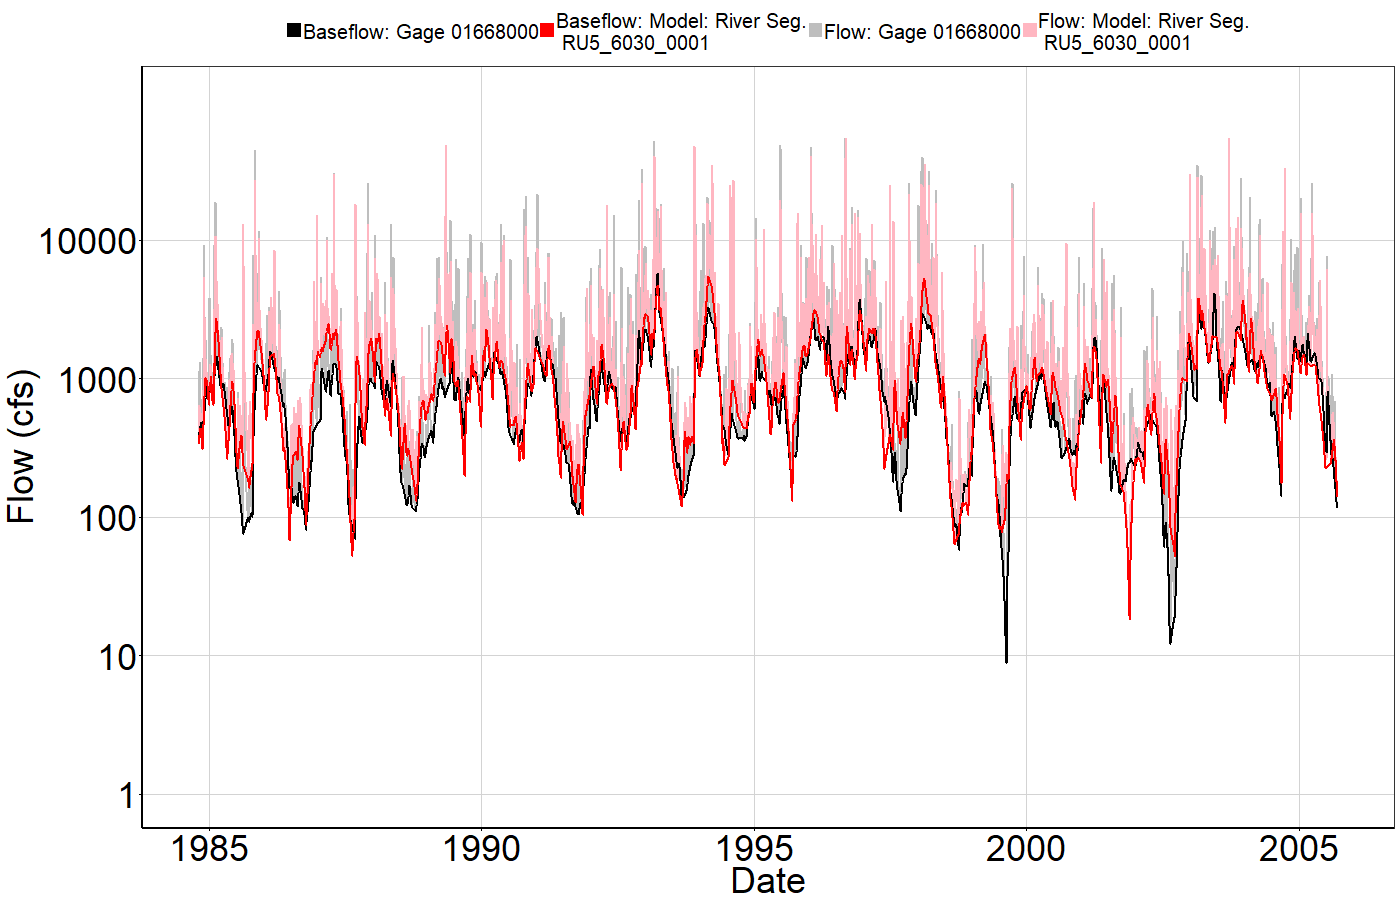 Baseflow: Gage 01668000
Baseflow: Model: River Seg.
RU5_6030_0001
Flow: Gage 01668000
Flow: Model: River Seg.
RU5_6030_0001
Flow (cfs)
10000
1000
100
10
1
1985
1990
1995
2000
2005
Date